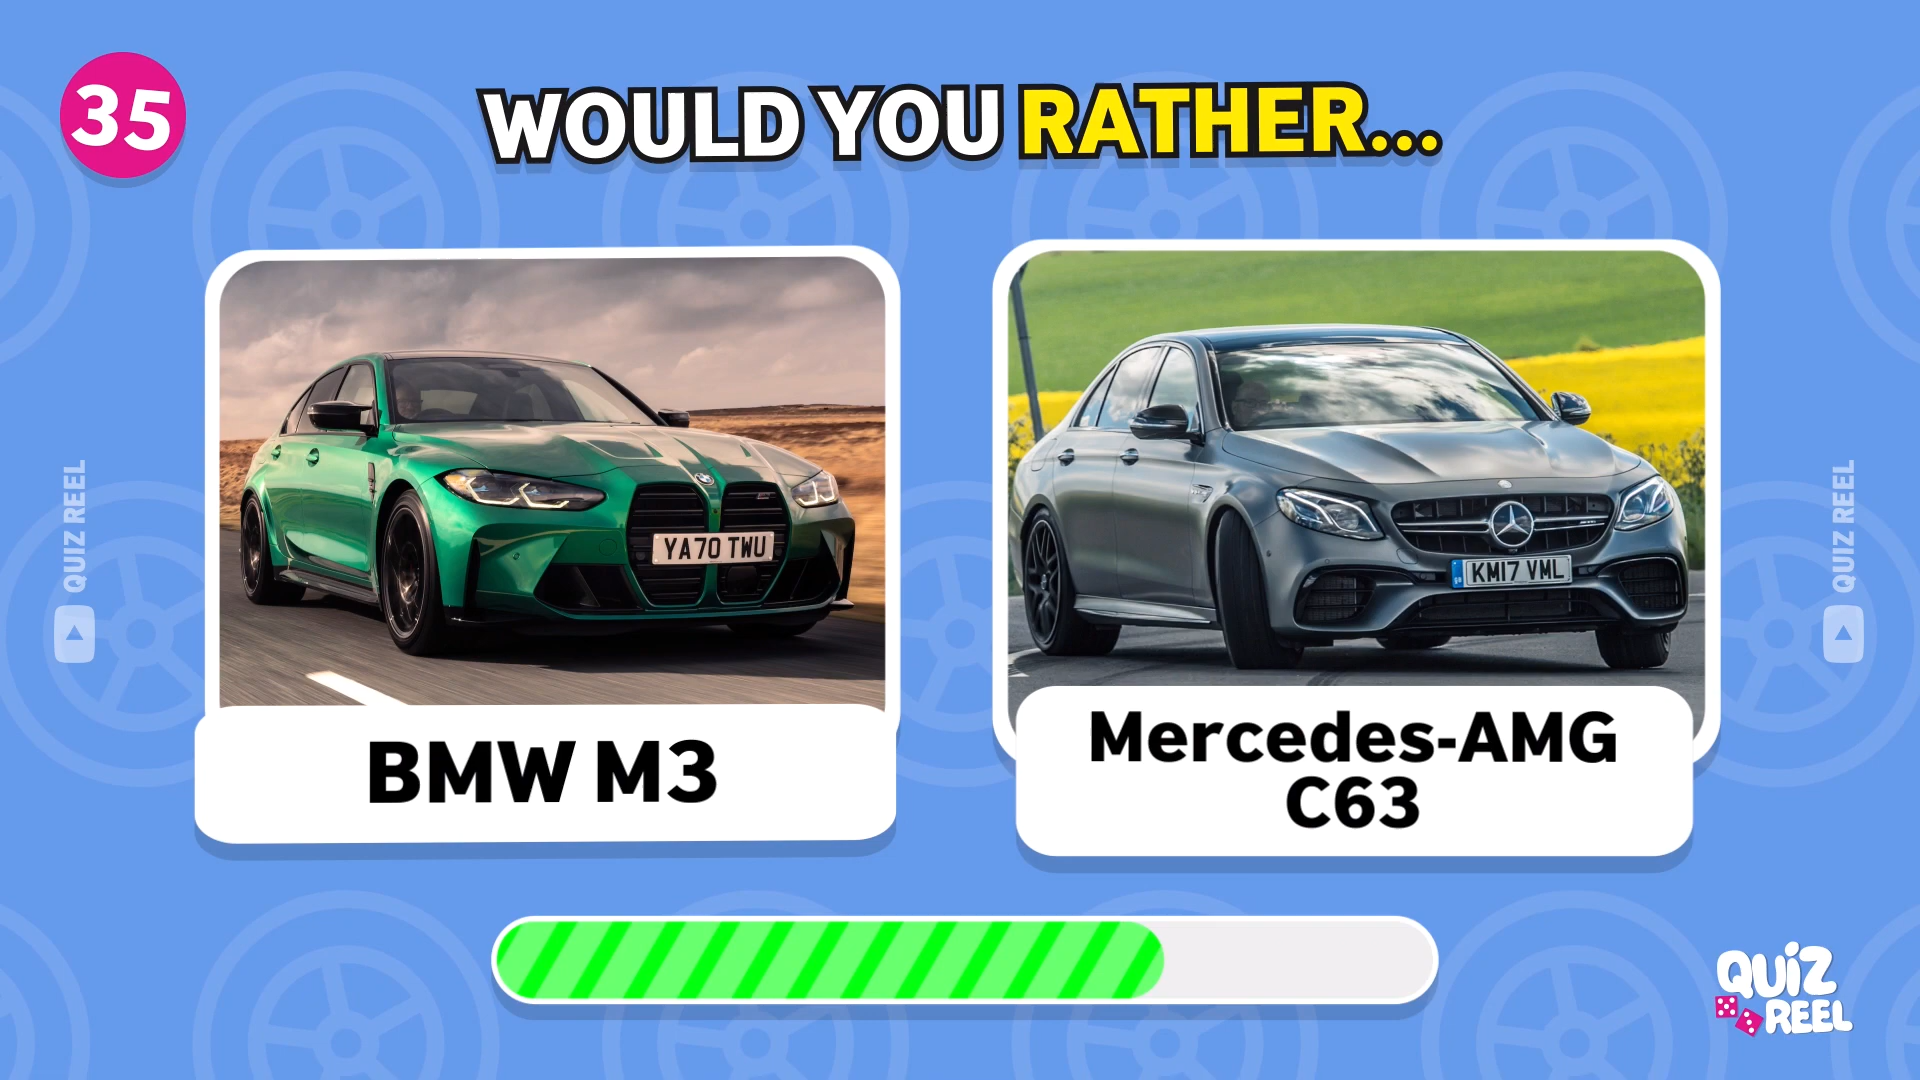 35
WOULD YOU RATHER...
YA70 TWU
KM17 VML
BMW M3
Mercedes-AMG
C63
QUIZ REEL
QUIZ REEL
QUIZ
REEL